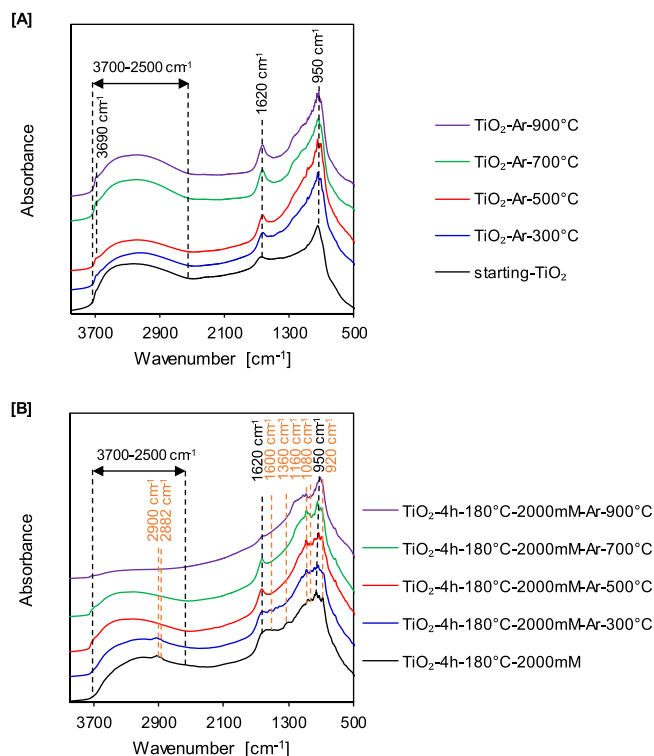 [A]
3700-2500 cm⁻¹
3690 cm⁻¹
1620 cm⁻¹
950 cm⁻¹
Absorbance
TiO₂-Ar-900°C
TiO₂-Ar-700°C
TiO₂-Ar-500°C
TiO₂-Ar-300°C
starting-TiO₂
3700 2900 2100 1300 500
Wavenumber [cm⁻¹]
[B]
3700-2500 cm⁻¹
2900 cm⁻¹
2882 cm⁻¹
1620 cm⁻¹
1600 cm⁻¹
1360 cm⁻¹
1160 cm⁻¹
1080 cm⁻¹
950 cm⁻¹
920 cm⁻¹
Absorbance
TiO₂-4h-180°C-2000mM-Ar-900°C
TiO₂-4h-180°C-2000mM-Ar-700°C
TiO₂-4h-180°C-2000mM-Ar-500°C
TiO₂-4h-180°C-2000mM-Ar-300°C
TiO₂-4h-180°C-2000mM
3700 2900 2100 1300 500
Wavenumber [cm⁻¹]